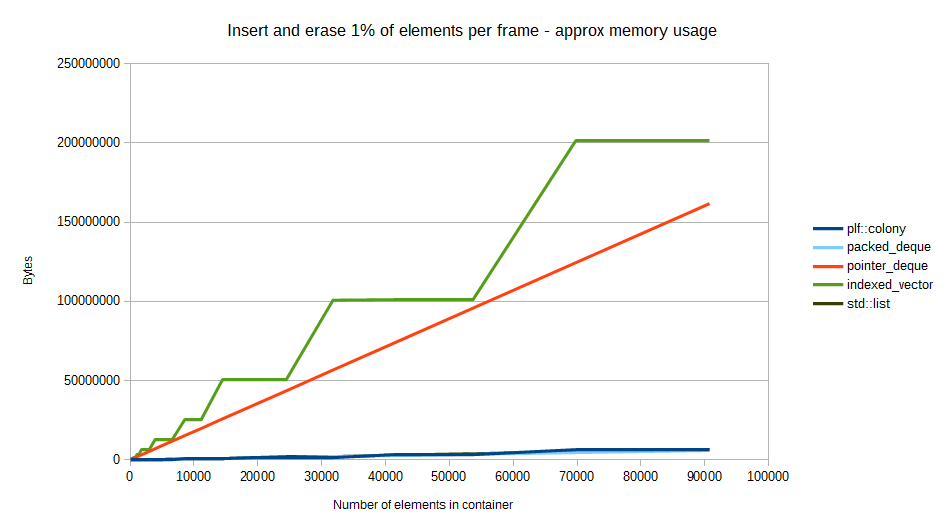 Insert and erase 1% of elements per frame - approx memory usage
250000000
200000000
150000000
100000000
50000000
0
Bytes
0 10000 20000 30000 40000 50000 60000 70000 80000 90000 100000
Number of elements in container
plf::colony
packed_deque
pointer_deque
indexed_vector
std::list